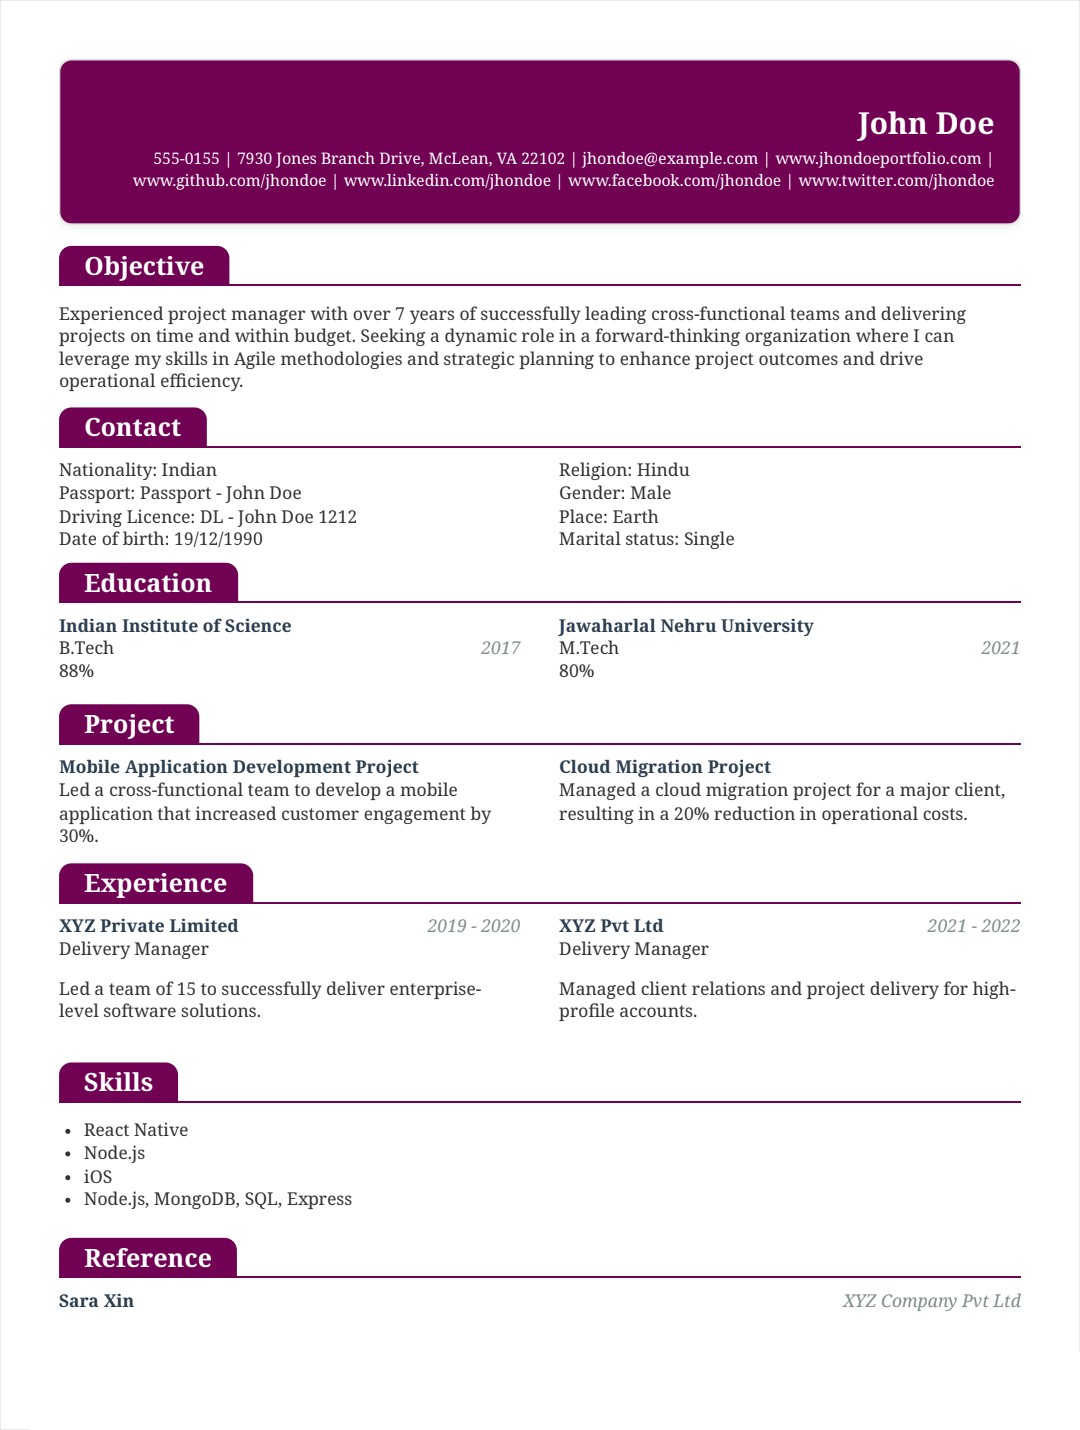 John Doe
555-0155 | 7930 Jones Branch Drive, McLean, VA 22102 | jhondoe@example.com | www.jhondoeportfolio.com |
www.github.com/jhondoe | www.linkedin.com/jhondoe | www.facebook.com/jhondoe | www.twitter.com/jhondoe
Objective
Experienced project manager with over 7 years of successfully leading cross-functional teams and delivering
projects on time and within budget. Seeking a dynamic role in a forward-thinking organization where I can
leverage my skills in Agile methodologies and strategic planning to enhance project outcomes and drive
operational efficiency.
Contact
Nationality: Indian
Passport: Passport - John Doe
Driving Licence: DL - John Doe 1212
Date of birth: 19/12/1990
Religion: Hindu
Gender: Male
Place: Earth
Marital status: Single
Education
Indian Institute of Science
B.Tech 2017
88%
Jawaharlal Nehru University
M.Tech 2021
80%
Project
Mobile Application Development Project
Led a cross-functional team to develop a mobile
application that increased customer engagement by
30%.
Cloud Migration Project
Managed a cloud migration project for a major client,
resulting in a 20% reduction in operational costs.
Experience
XYZ Private Limited 2019 - 2020
Delivery Manager
Led a team of 15 to successfully deliver enterprise-
level software solutions.
XYZ Pvt Ltd 2021 - 2022
Delivery Manager
Managed client relations and project delivery for high-
profile accounts.
Skills
• React Native
• Node.js
• iOS
• Node.js, MongoDB, SQL, Express
Reference
Sara Xin XYZ Company Pvt Ltd